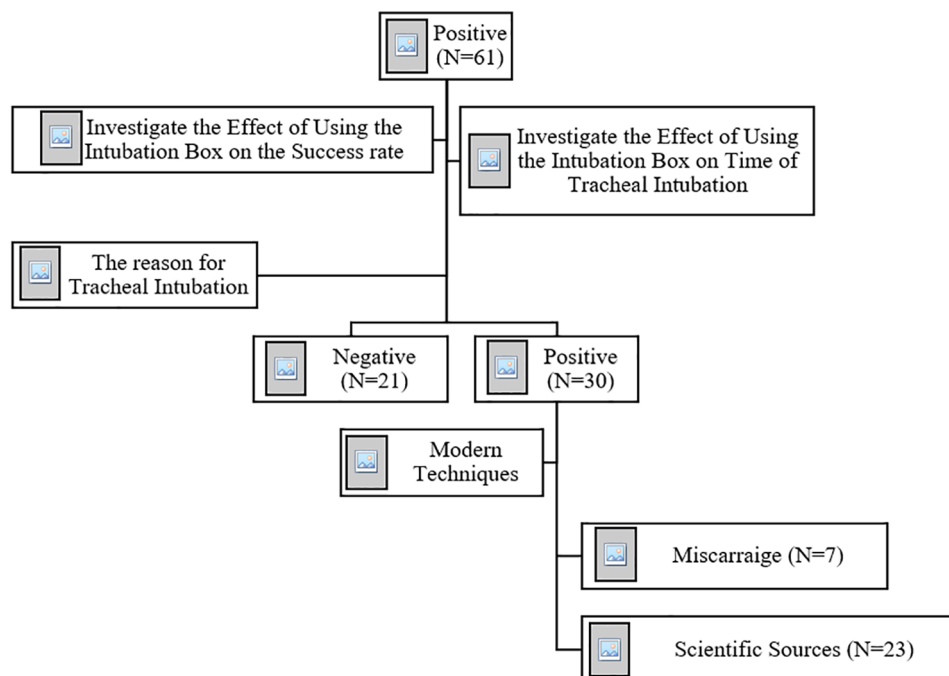 Positive
(N=61)
Investigate the Effect of Using the
Intubation Box on the Success rate
Investigate the Effect of Using
the Intubation Box on Time of
Tracheal Intubation
The reason for
Tracheal Intubation
Negative
(N=21)
Positive
(N=30)
Modern
Techniques
Miscarraige (N=7)
Scientific Sources (N=23)